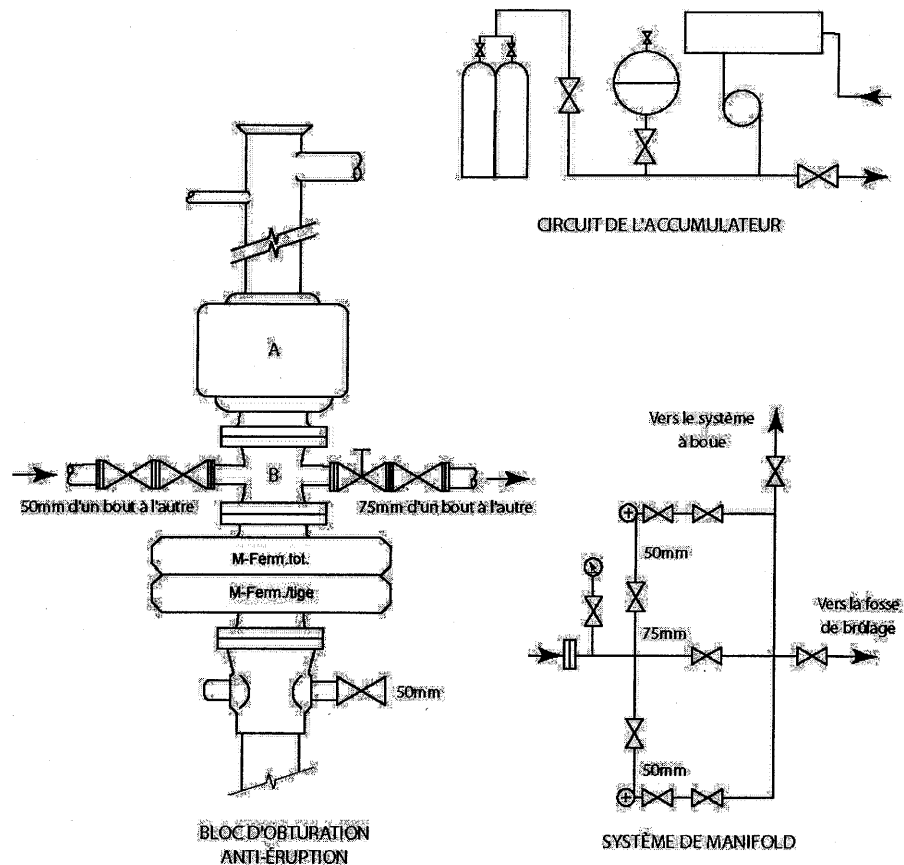 CIRCUIT DE L'ACCUMULATEUR
A
B
50mm d'un bout à l'autre
75mm d'un bout à l'autre
M-Ferm.tot.
M-Ferm./tige
50mm
BLOC D'OBTURATION
ANTI-ÉRUPTION
Vers le système
à boue
50mm
75mm
Vers la fosse
de brûlage
50mm
SYSTÈME DE MANIFOLD